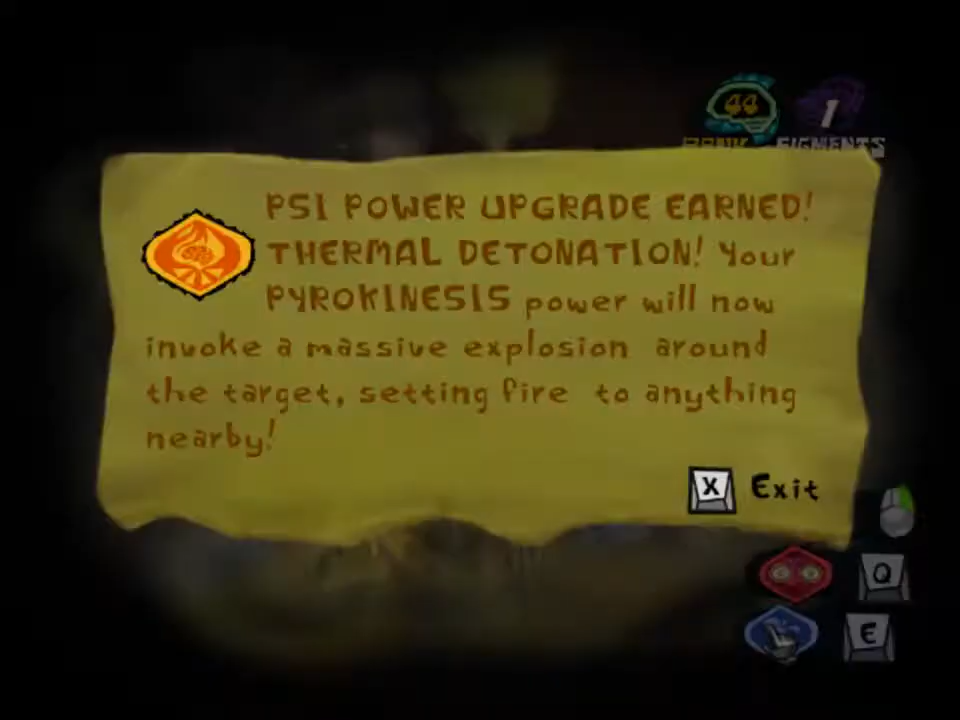 44
1
RANK
FIGMENTS
PSI POWER UPGRADE EARNED!
THERMAL DETONATION! Your
PYROKINESIS power will now
invoke a massive explosion around
the target, setting fire to anything
nearby!
X Exit
Q
E